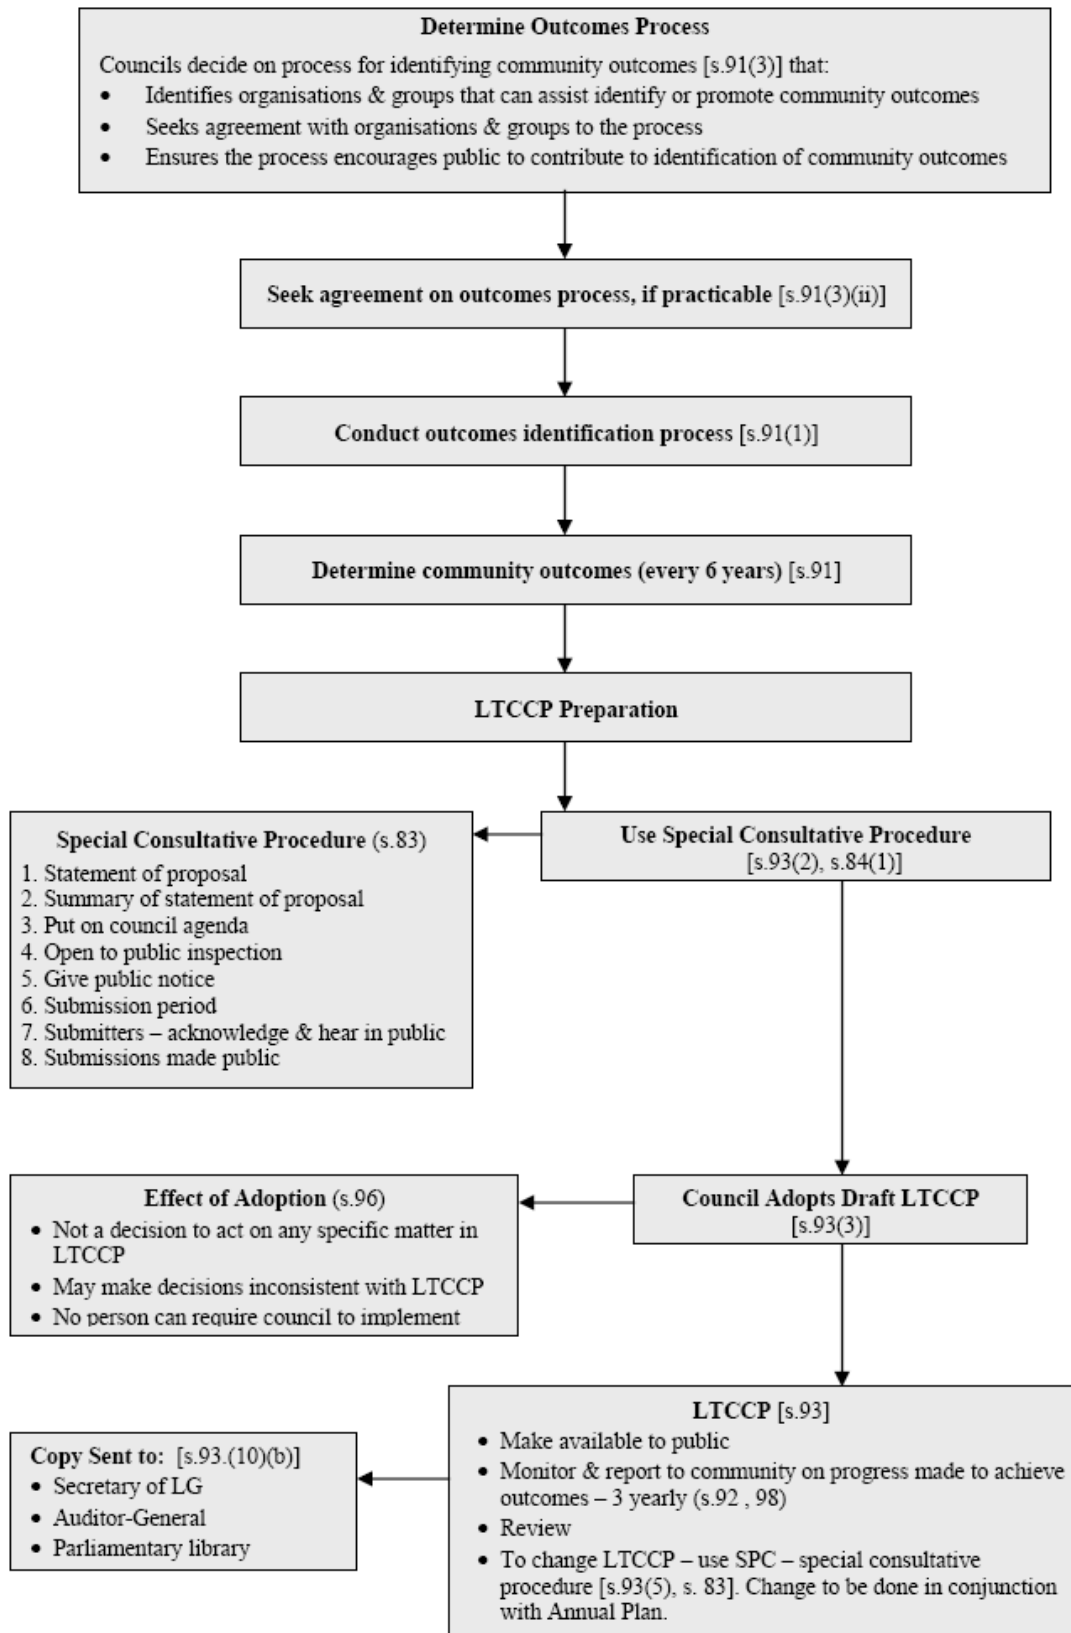 Determine Outcomes Process
Councils decide on process for identifying community outcomes [s.91(3)] that:
• Identifies organisations & groups that can assist identify or promote community outcomes
• Seeks agreement with organisations & groups to the process
• Ensures the process encourages public to contribute to identification of community outcomes
Seek agreement on outcomes process, if practicable [s.91(3)(ii)]
Conduct outcomes identification process [s.91(1)]
Determine community outcomes (every 6 years) [s.91]
LTCCP Preparation
Use Special Consultative Procedure
[s.93(2), s.84(1)]
Special Consultative Procedure (s.83)
1. Statement of proposal
2. Summary of statement of proposal
3. Put on council agenda
4. Open to public inspection
5. Give public notice
6. Submission period
7. Submitters – acknowledge & hear in public
8. Submissions made public
Council Adopts Draft LTCCP
[s.93(3)]
Effect of Adoption (s.96)
• Not a decision to act on any specific matter in
LTCCP
• May make decisions inconsistent with LTCCP
• No person can require council to implement
LTCCP [s.93]
• Make available to public
• Monitor & report to community on progress made to achieve
outcomes – 3 yearly (s.92 , 98)
• Review
• To change LTCCP – use SPC – special consultative
procedure [s.93(5), s. 83]. Change to be done in conjunction
with Annual Plan.
Copy Sent to: [s.93.(10)(b)]
• Secretary of LG
• Auditor-General
• Parliamentary library